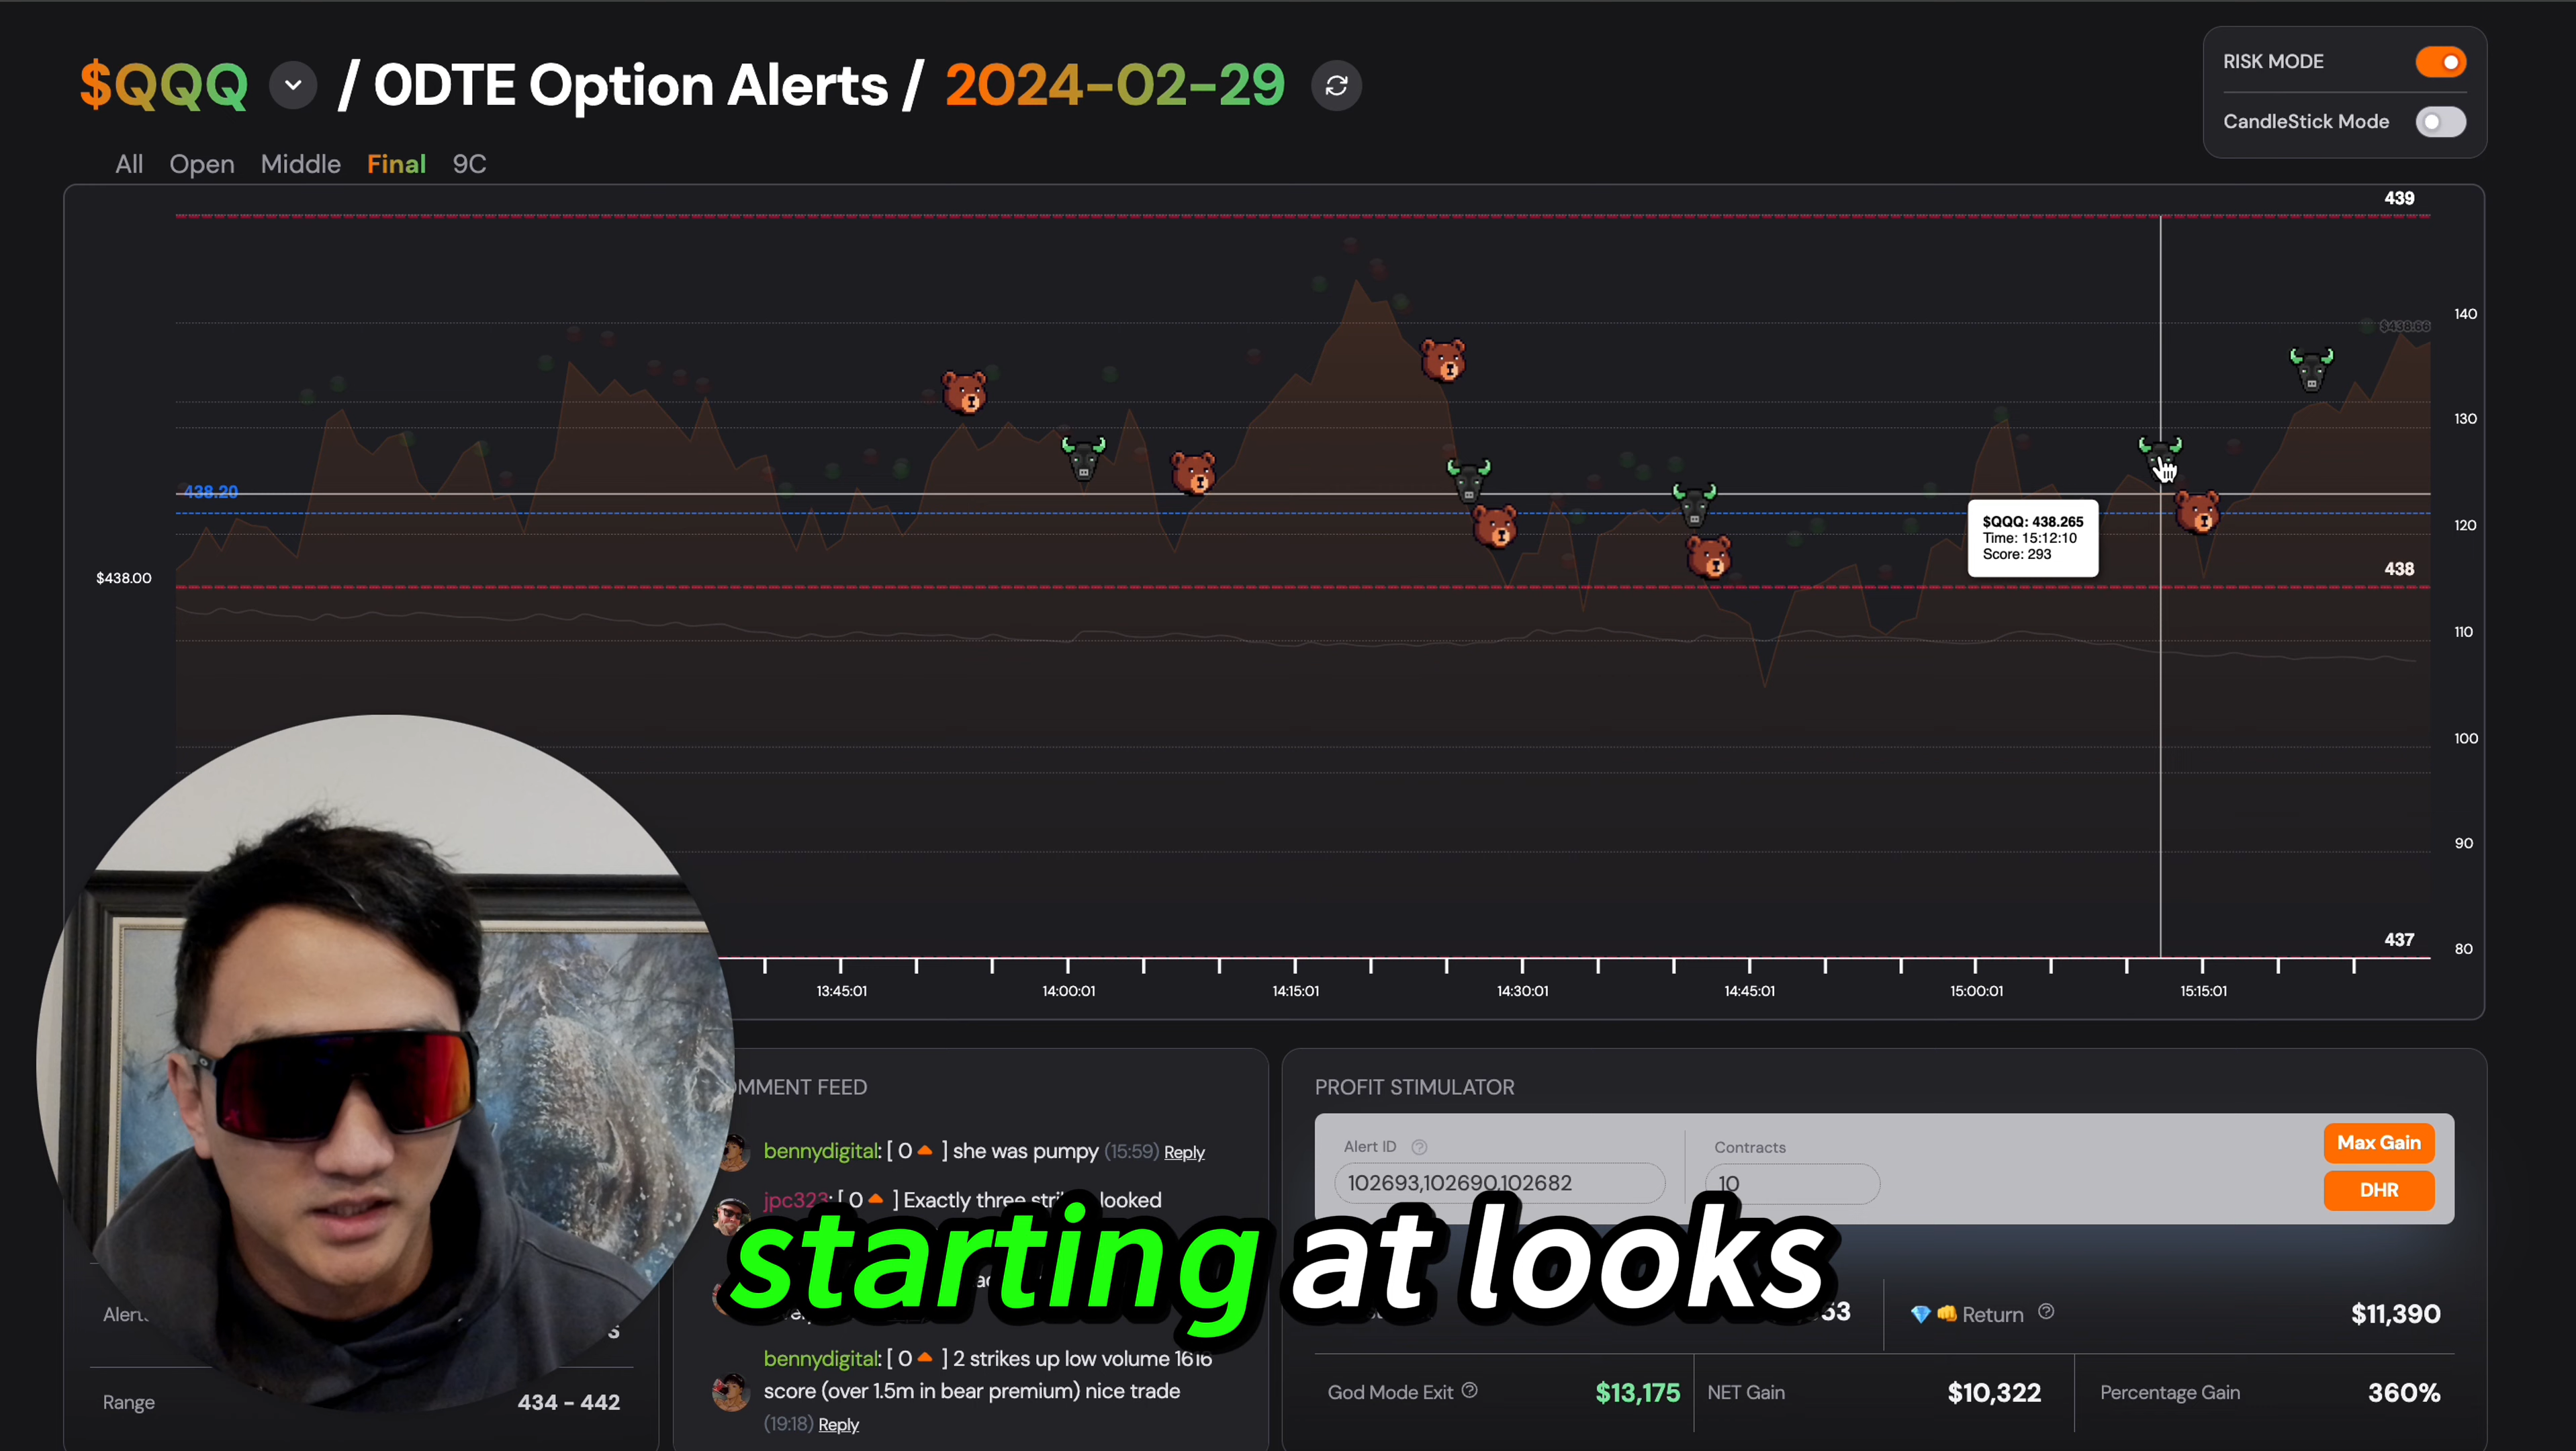 $QQQ / 0DTE Option Alerts / 2024-02-29
RISK MODE
CandleStick Mode
All Open Middle Final 9C
439
140
$438.66
130
438.20
120
$QQQ: 438.265
Time: 15:12:10
Score: 293
$438.00
438
110
100
90
437
80
13:45:01 14:00:01 14:15:01 14:30:01 14:45:01 15:00:01 15:15:01
OMMENT FEED
bennydigital: [ 0 ] she was pumpy (15:59) Reply
jpc323: [ 0 ] Exactly three looked
bennydigital: [ 0 ] 2 strikes up low volume 1616
score (over 1.5m in bear premium) nice trade
(19:18) Reply
PROFIT STIMULATOR
Alert ID
102693,102690,102682
Contracts
10
Max Gain
DHR
starting at looks
Return $11,390
God Mode Exit $13,175
NET Gain $10,322
Percentage Gain 360%
Range 434 - 442